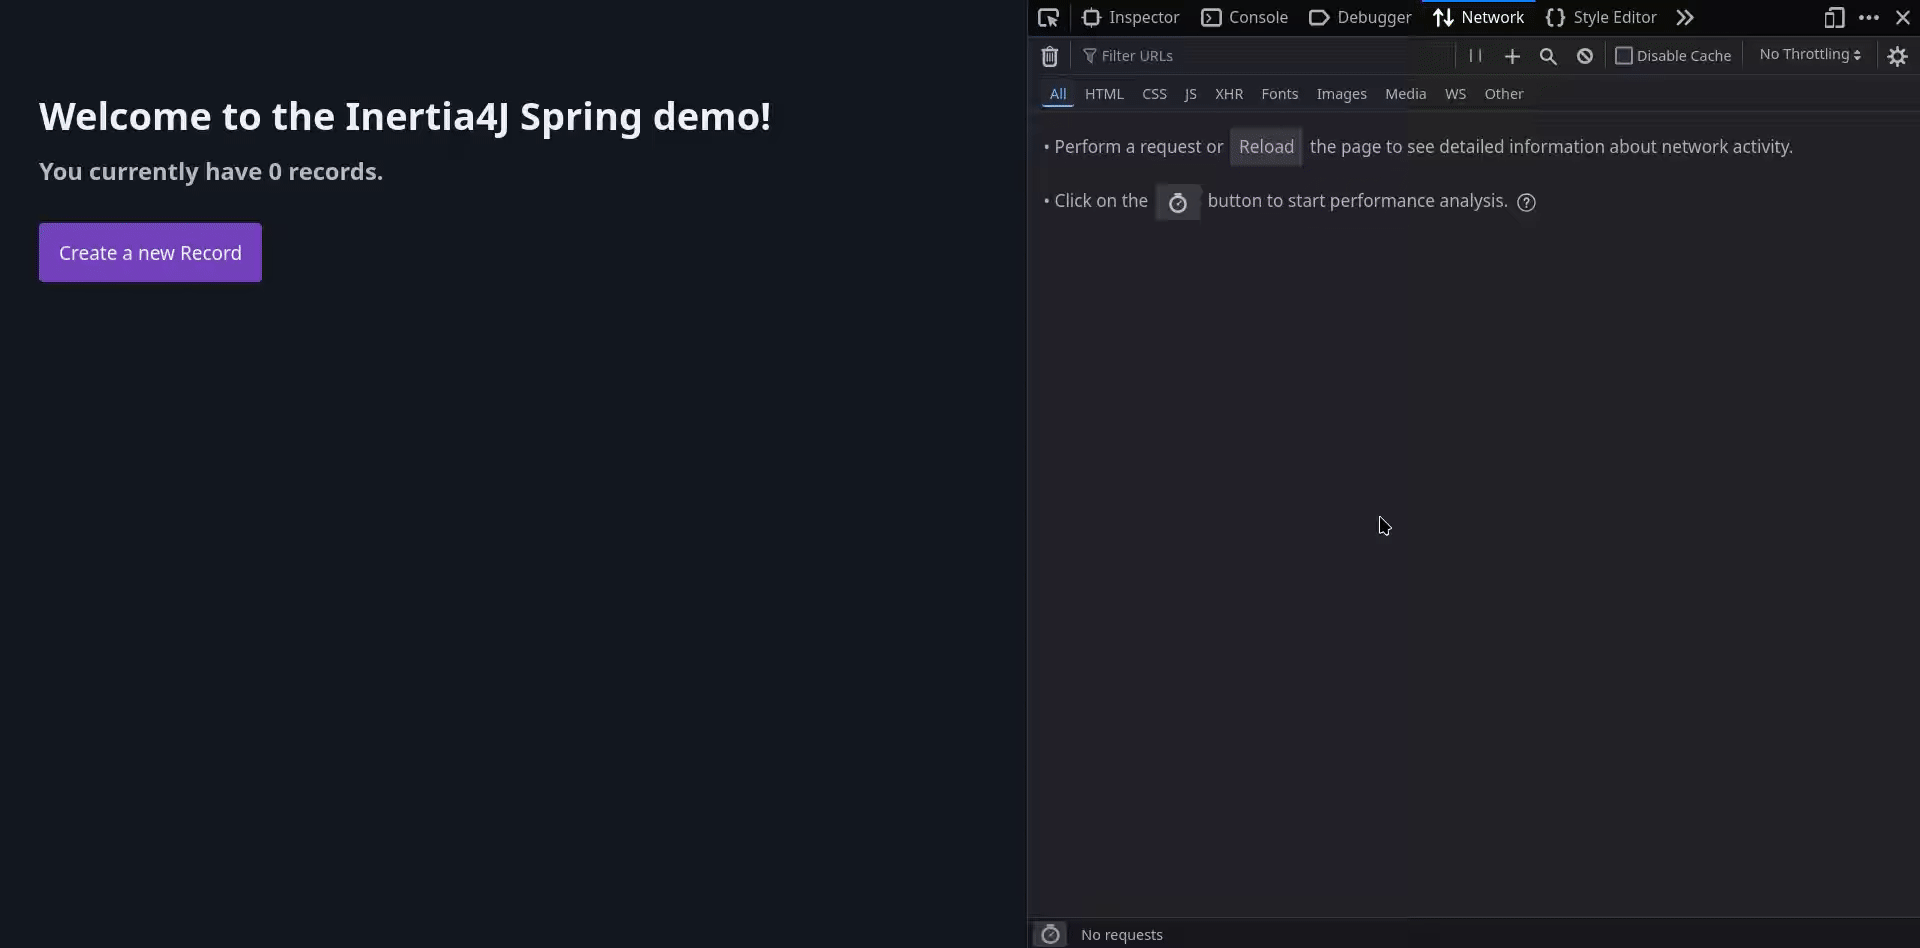 Welcome to the Inertia4J Spring demo!
You currently have 0 records.
Create a new Record
Inspector Console Debugger Network Style Editor
Filter URLs Disable Cache No Throttling
All HTML CSS JS XHR Fonts Images Media WS Other
• Perform a request or Reload the page to see detailed information about network activity.
• Click on the button to start performance analysis. ?
No requests